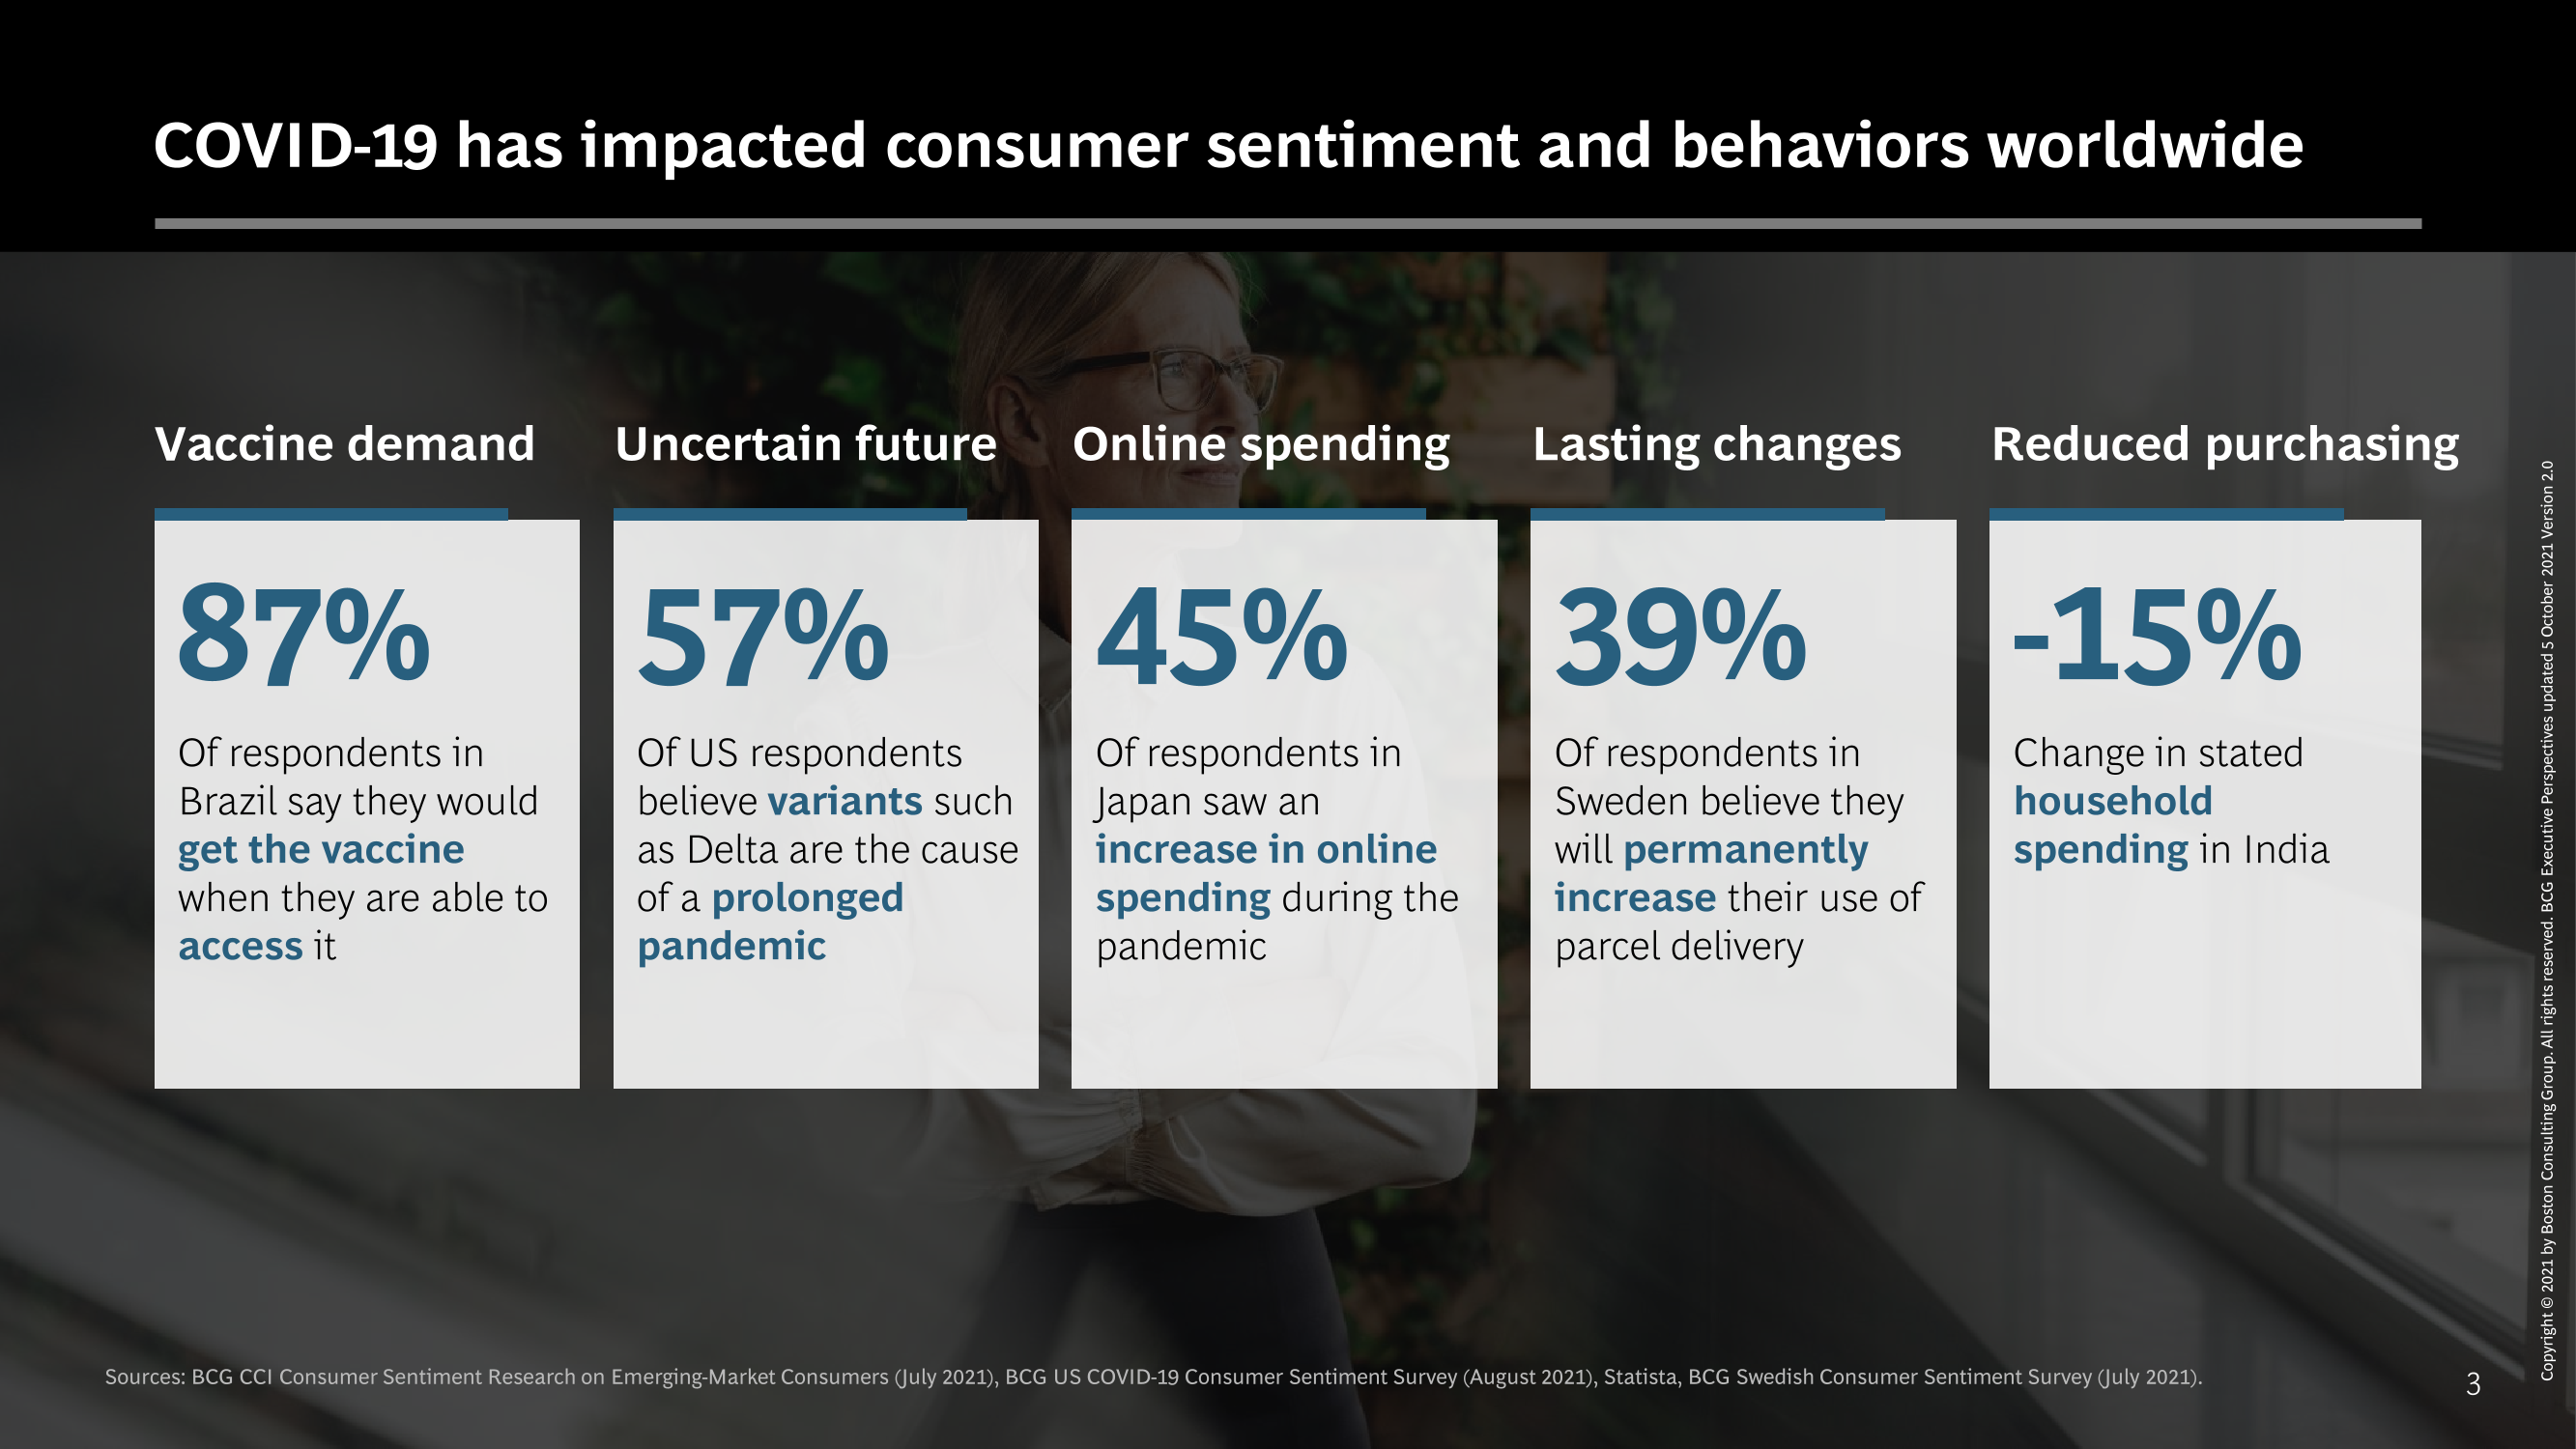 COVID-19 has impacted consumer sentiment and behaviors worldwide
Vaccine demand
87%
Of respondents in
Brazil say they would
get the vaccine
when they are able to
access it
Uncertain future
57%
Of US respondents
believe variants such
as Delta are the cause
of a prolonged
pandemic
Online spending
45%
Of respondents in
Japan saw an
increase in online
spending during the
pandemic
Lasting changes
39%
Of respondents in
Sweden believe they
will permanently
increase their use of
parcel delivery
Reduced purchasing
-15%
Change in stated
household
spending in India
Sources: BCG CCI Consumer Sentiment Research on Emerging-Market Consumers (July 2021), BCG US COVID-19 Consumer Sentiment Survey (August 2021), Statista, BCG Swedish Consumer Sentiment Survey (July 2021).
3
Copyright © 2021 by Boston Consulting Group. All rights reserved. BCG Executive Perspectives updated 5 October 2021 Version 2.0